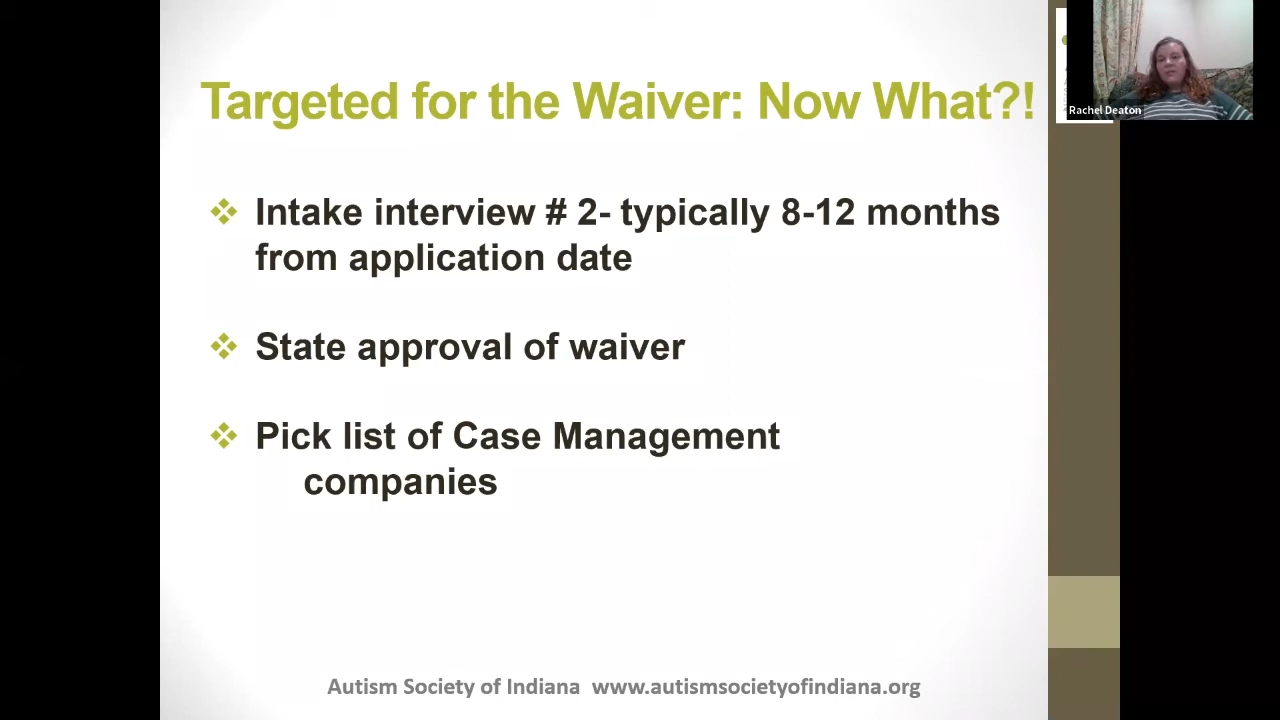 Targeted for the Waiver: Now What?!
Rachel Deaton
❖ Intake interview # 2- typically 8-12 months
from application date
❖ State approval of waiver
❖ Pick list of Case Management
companies
Autism Society of Indiana www.autismsocietyofindiana.org